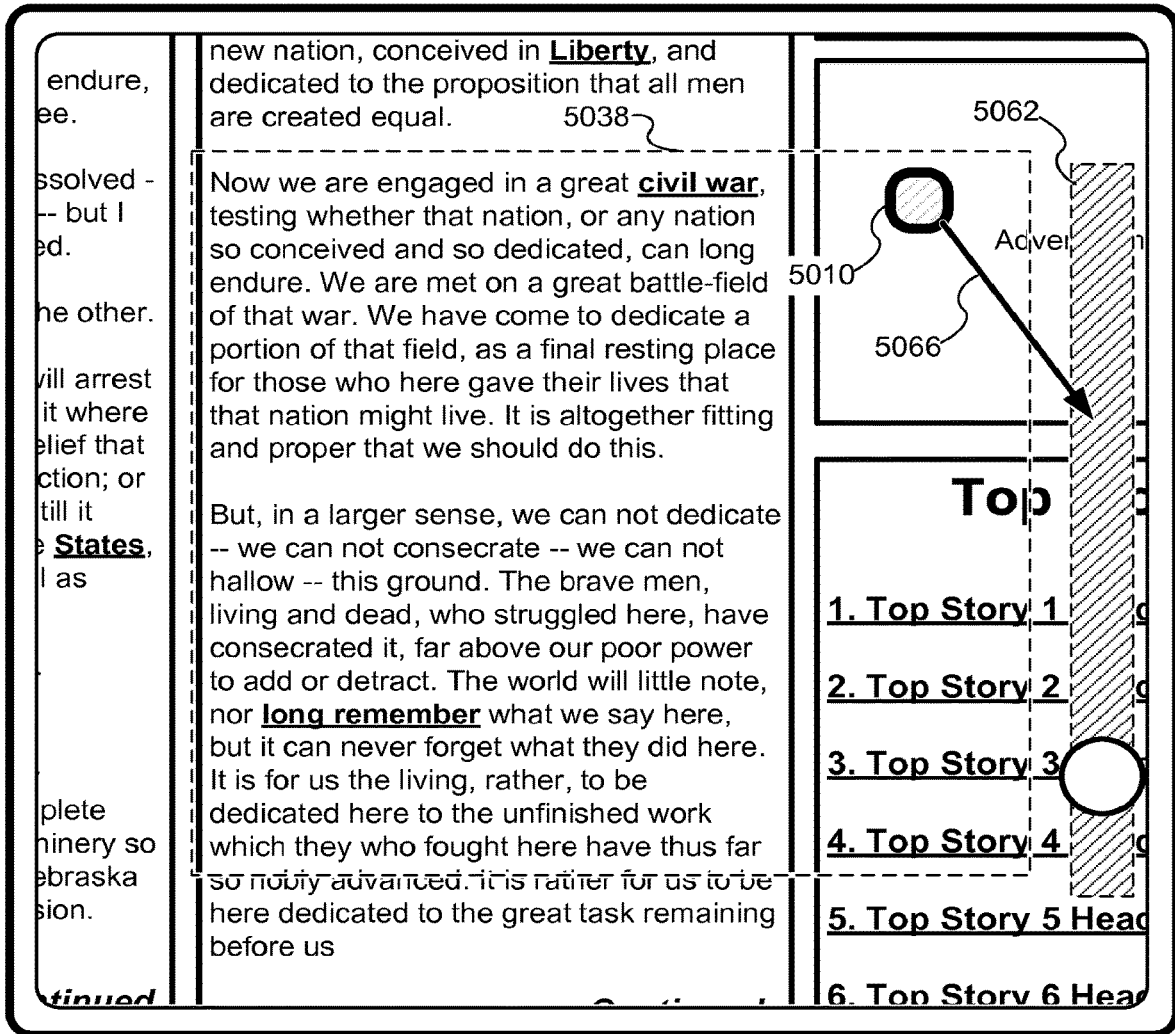 endure,
ee.
ssolved -
-- but I
ed.
he other.
will arrest
it where
elief that
ction; or
till it
e States,
l as
plete
hinery so
ebraska
sion.
ntinued
new nation, conceived in Liberty, and
dedicated to the proposition that all men
are created equal.
5038
Now we are engaged in a great civil war,
testing whether that nation, or any nation
so conceived and so dedicated, can long
endure. We are met on a great battle-field
of that war. We have come to dedicate a
portion of that field, as a final resting place
for those who here gave their lives that
that nation might live. It is altogether fitting
and proper that we should do this.
But, in a larger sense, we can not dedicate
-- we can not consecrate -- we can not
hallow -- this ground. The brave men,
living and dead, who struggled here, have
consecrated it, far above our poor power
to add or detract. The world will little note,
nor long remember what we say here,
but it can never forget what they did here.
It is for us the living, rather, to be
dedicated here to the unfinished work
which they who fought here have thus far
so nobly advanced. It is rather for us to be
here dedicated to the great task remaining
before us
5062
Adver
5010
5066
Top
1. Top Story 1
2. Top Story 2
3. Top Story 3
4. Top Story 4
5. Top Story 5 Head
6. Top Story 6 Head